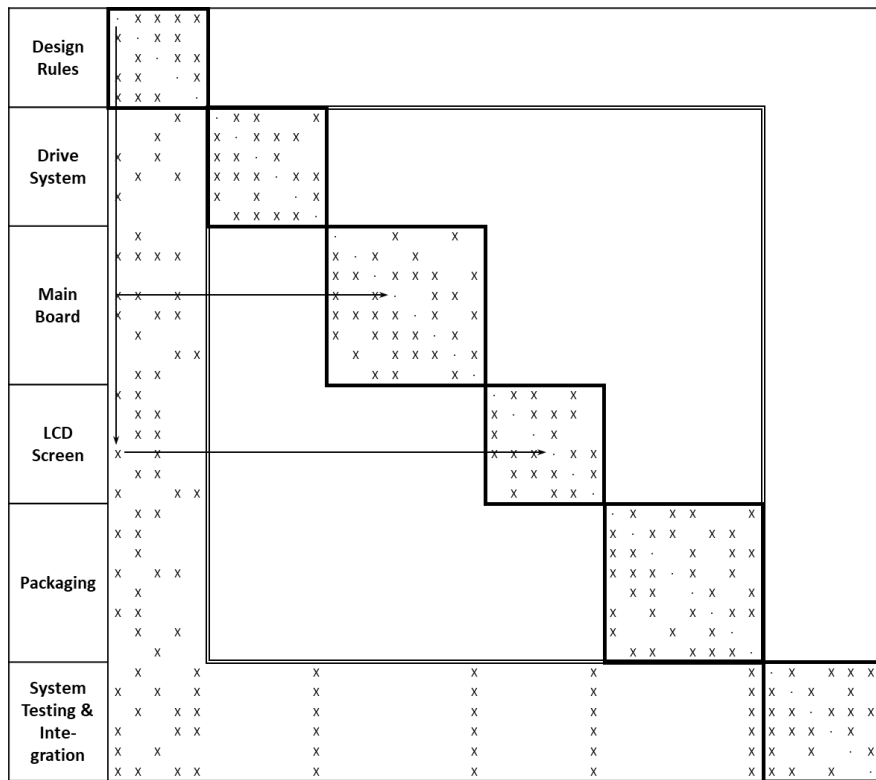 Design
Rules
Drive
System
Main
Board
LCD
Screen
Packaging
System
Testing &
Inte-
gration